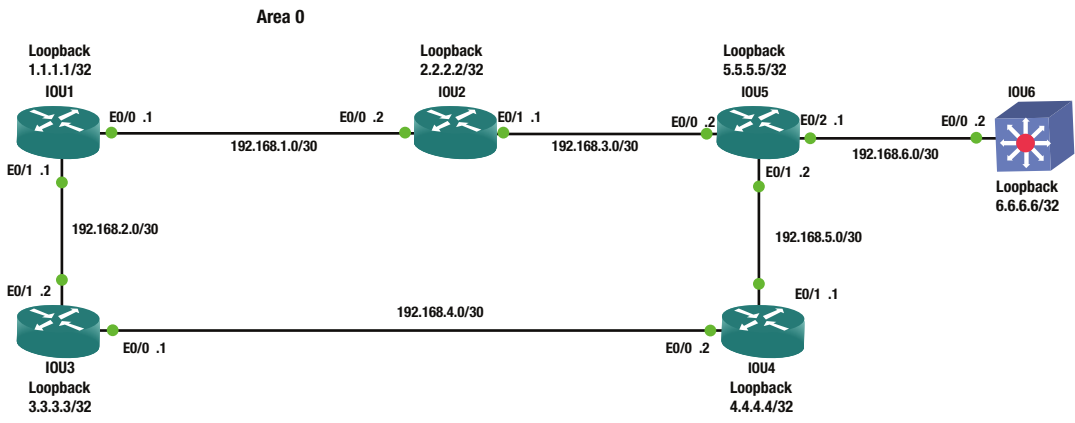 Area 0
Loopback
1.1.1.1/32
IOU1
Loopback
2.2.2.2/32
IOU2
Loopback
5.5.5.5/32
IOU5
IOU6
E0/0 .1
E0/0 .2
E0/1 .1
E0/0 .2
E0/2 .1
E0/0 .2
192.168.1.0/30
192.168.3.0/30
192.168.6.0/30
E0/1 .1
E0/1 .2
Loopback
6.6.6.6/32
192.168.2.0/30
192.168.5.0/30
E0/1 .2
E0/1 .1
192.168.4.0/30
E0/0 .1
E0/0 .2
IOU3
Loopback
3.3.3.3/32
IOU4
Loopback
4.4.4.4/32